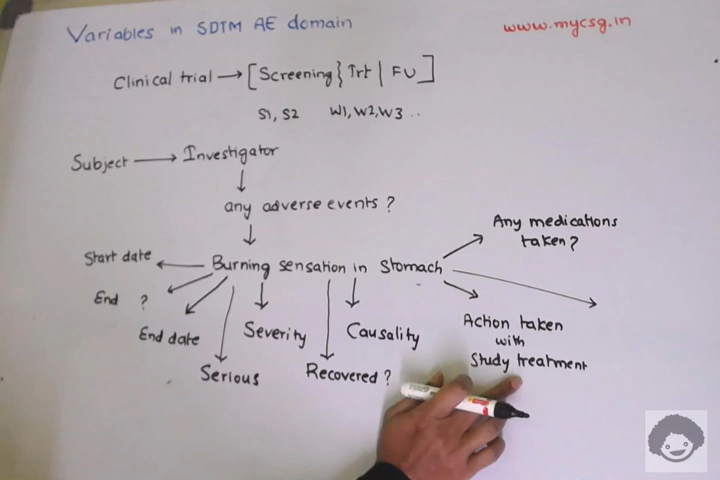 Variables in SDTM AE domain
www.mycsg.in
Clinical trial → [Screening} Trt | FU]
S1, S2 W1, W2, W3 ..
Subject → Investigator
any adverse events ?
Any medications
taken?
Start date
Burning sensation in Stomach
End ?
End date
Severity
Causality
Action taken
with
Study treatment
Serious
Recovered ?